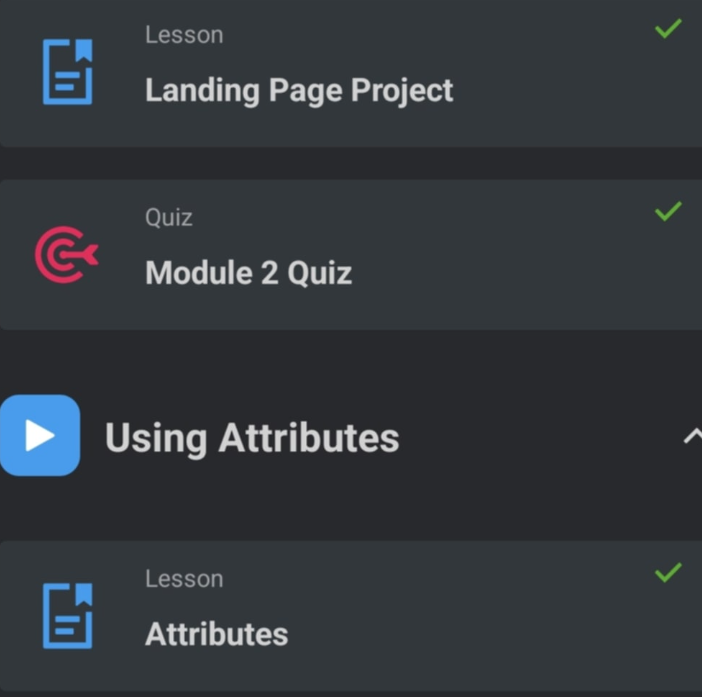 Lesson
Landing Page Project
Quiz
Module 2 Quiz
Using Attributes
Lesson
Attributes